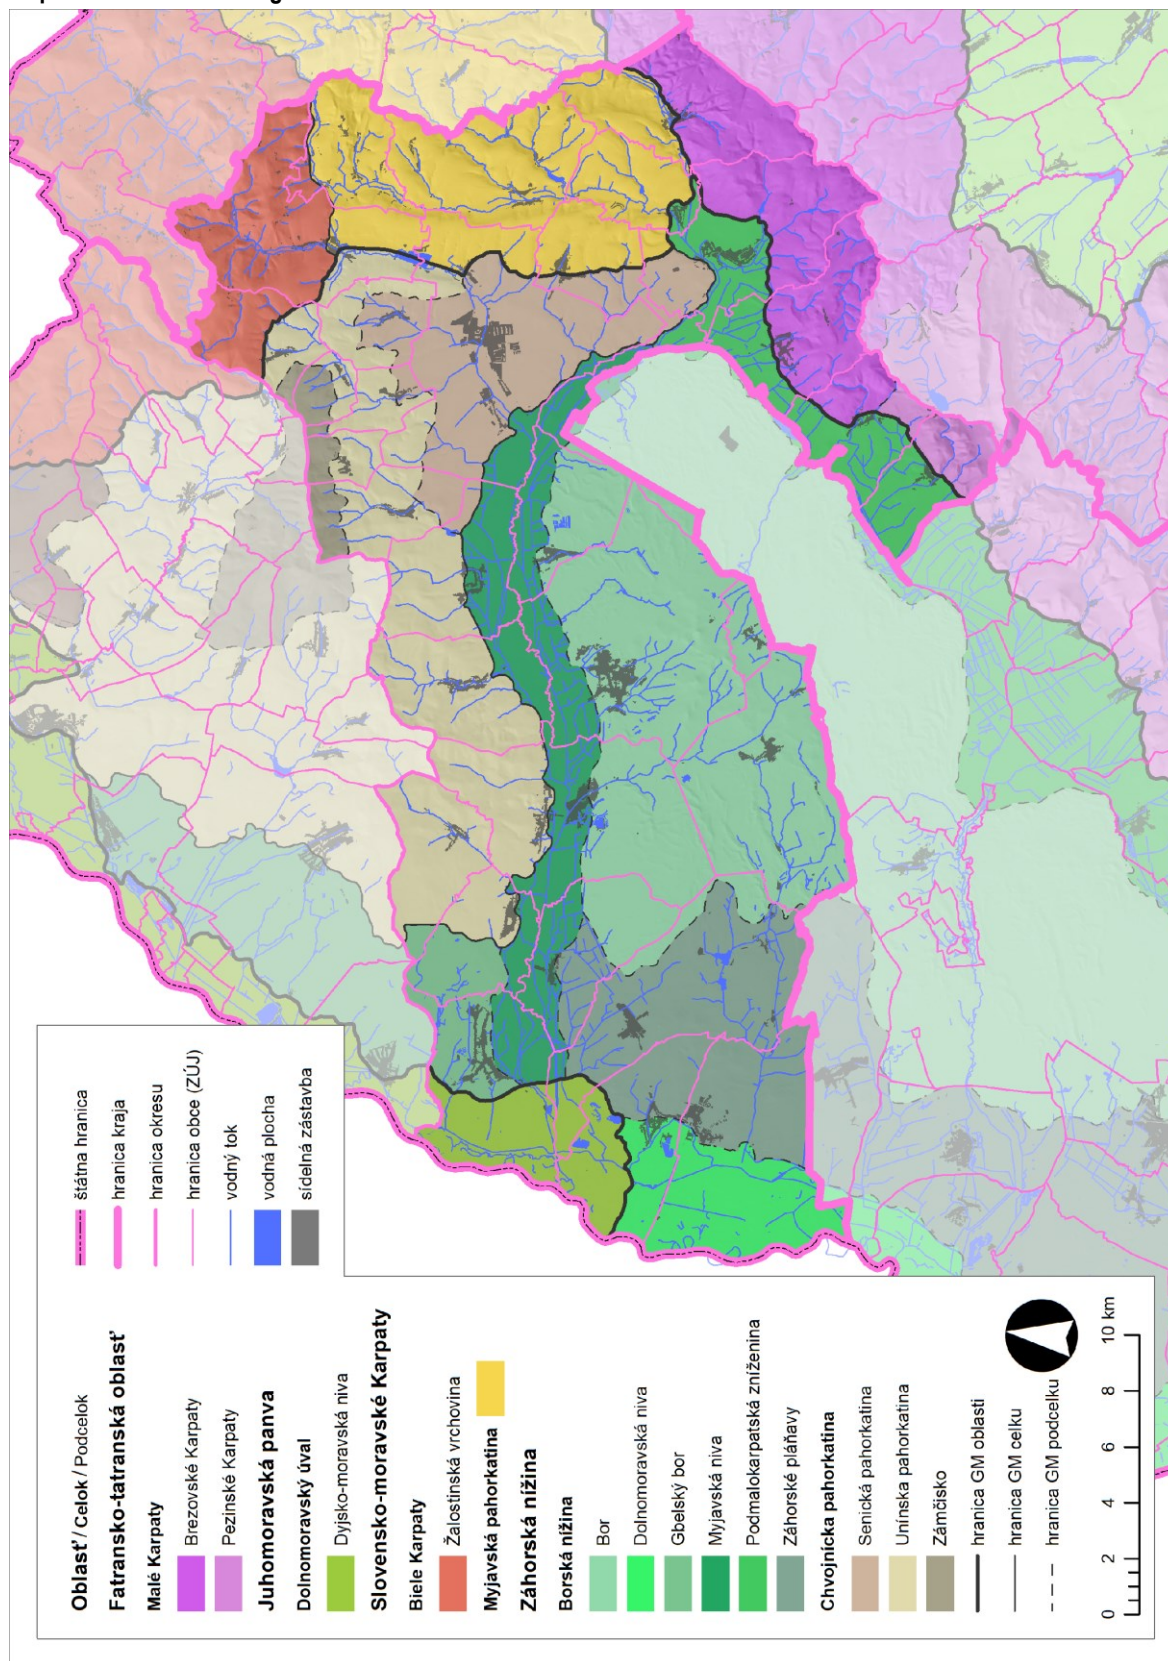 Oblasť / Celok / Podcelok
Fatransko-tatranská oblasť
Malé Karpaty
Brezovské Karpaty
Pezinské Karpaty
Juhomoravská panva
Dolnomoravský úval
Dyjsko-moravská niva
Slovensko-moravské Karpaty
Biele Karpaty
Žalostinská vrchovina
Myjavská pahorkatina
Záhorská nížina
Borská nížina
Bor
Dolnomoravská niva
Gbelský bor
Myjavská niva
Podmalokarpatská zníženina
Záhorské pláňavy
Chvojnícka pahorkatina
Senická pahorkatina
Unínska pahorkatina
Zámčisko
hranica GM oblasti
hranica GM celku
hranica GM podcelku
0 2 4 6 8 10 km
štátna hranica
hranica kraja
hranica okresu
hranica obce (ZÚJ)
vodný tok
vodná plocha
sídelná zástavba